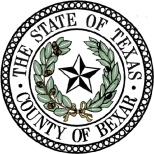 · THE STATE OF TEXAS ·
COUNTY OF BEXAR